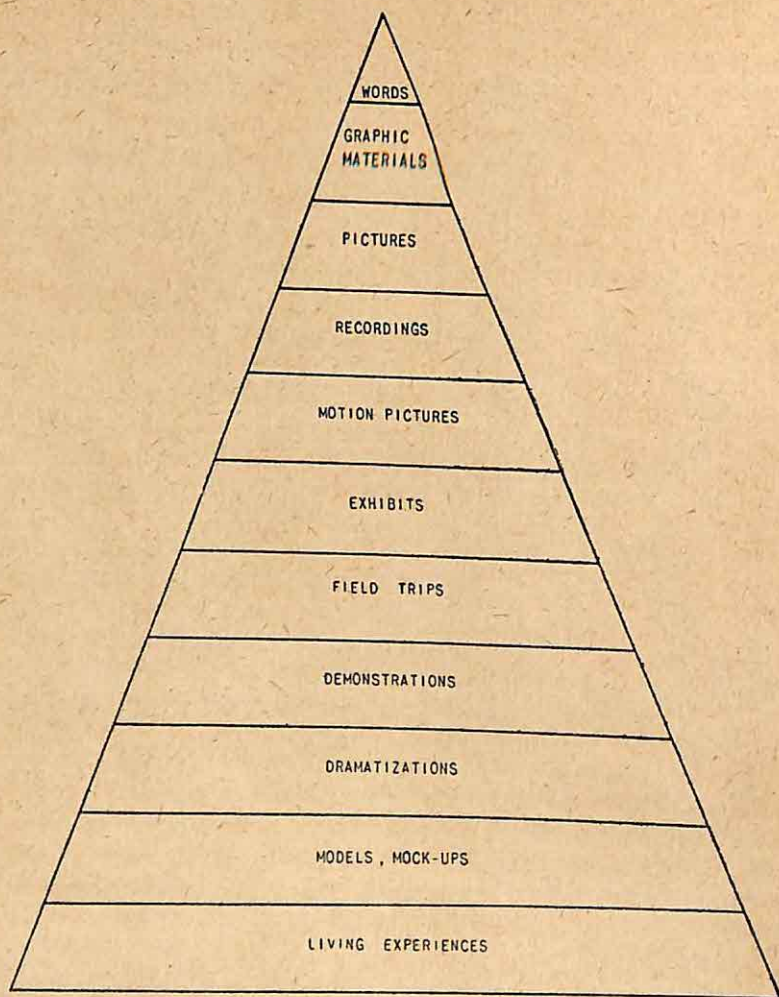 WORDS
GRAPHIC
MATERIALS
PICTURES
RECORDINGS
MOTION PICTURES
EXHIBITS
FIELD TRIPS
DEMONSTRATIONS
DRAMATIZATIONS
MODELS, MOCK-UPS
LIVING EXPERIENCES